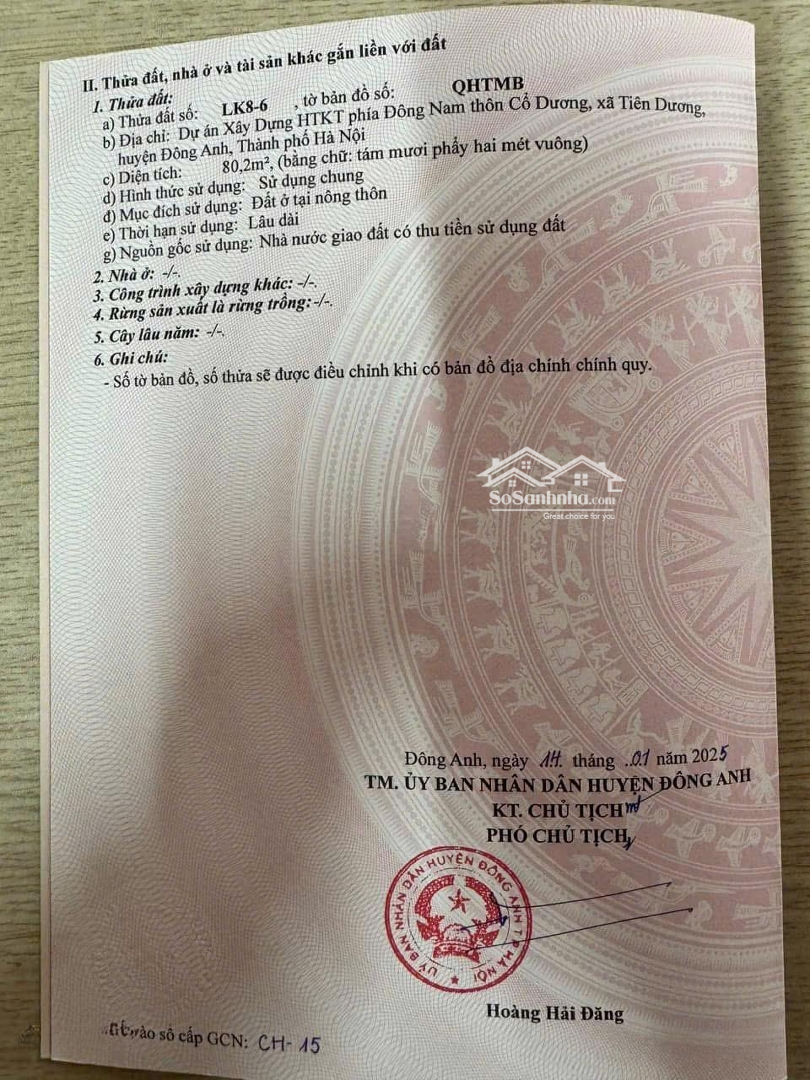 II. Thửa đất, nhà ở và tài sản khác gắn liền với đất
1. Thửa đất:
a) Thửa đất số: LK8-6 , tờ bản đồ số: QHTMB
b) Địa chỉ: Dự án Xây Dựng HTKT phía Đông Nam thôn Cổ Dương, xã Tiên Dương,
huyện Đông Anh, Thành phố Hà Nội
c) Diện tích: 80,2m², (bằng chữ: tám mươi phẩy hai mét vuông)
d) Hình thức sử dụng: Sử dụng chung
đ) Mục đích sử dụng: Đất ở tại nông thôn
e) Thời hạn sử dụng: Lâu dài
g) Nguồn gốc sử dụng: Nhà nước giao đất có thu tiền sử dụng đất
2. Nhà ở: -/-.
3. Công trình xây dựng khác: -/-.
4. Rừng sản xuất là rừng trồng: -/-.
5. Cây lâu năm: -/-.
6. Ghi chú:
- Số tờ bản đồ, số thửa sẽ được điều chỉnh khi có bản đồ địa chính chính quy.
SoSanhnha.com
Great choice for you
Đông Anh, ngày 14. tháng .01 năm 2025
TM. ỦY BAN NHÂN DÂN HUYỆN ĐÔNG ANH
KT. CHỦ TỊCH
PHÓ CHỦ TỊCH
ỦY BAN NHÂN DÂN HUYỆN ĐÔNG ANH T.P HÀ NỘI
Hoàng Hải Đăng
vào sổ cấp GCN: CH-15